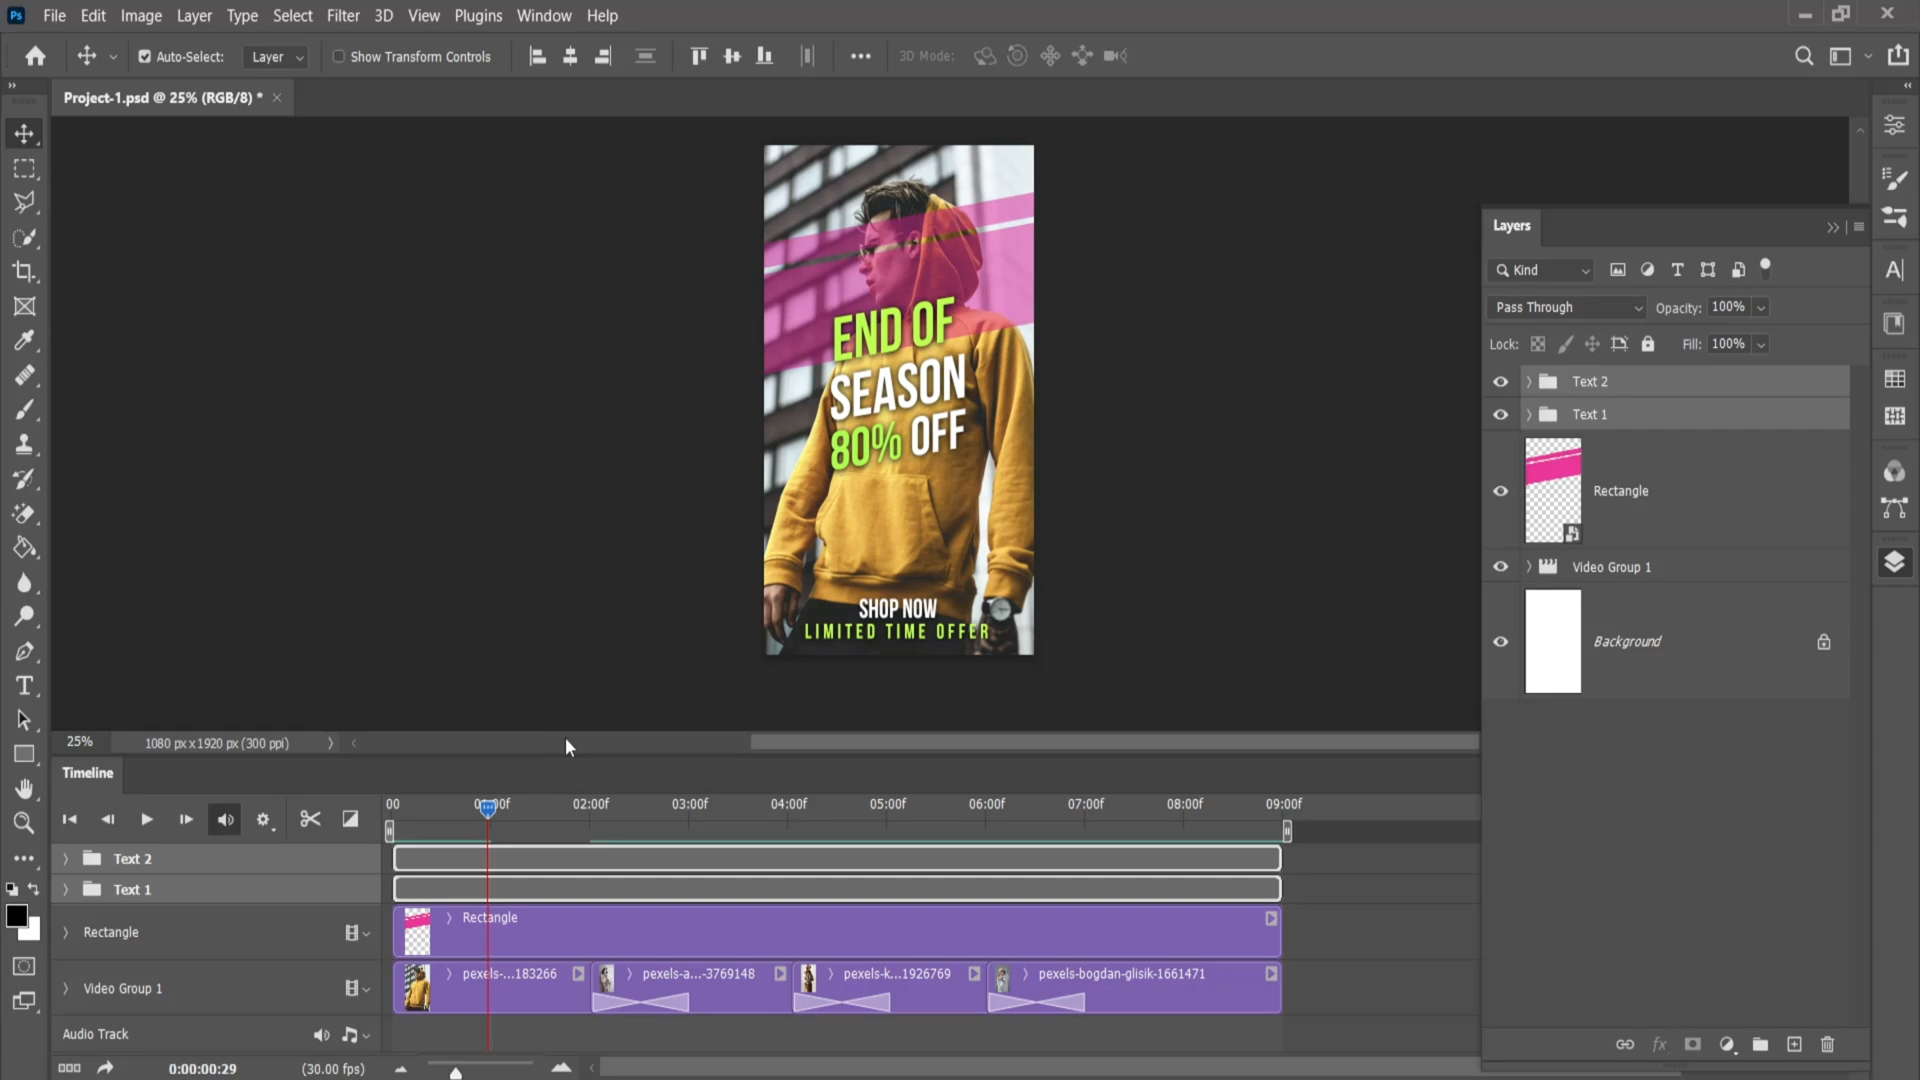 Ps File Edit Image Layer Type Select Filter 3D View Plugins Window Help
Auto-Select: Layer Show Transform Controls 3D Mode:
Project-1.psd @ 25% (RGB/8) *
END OF
SEASON
80% OFF
SHOP NOW
LIMITED TIME OFFER
Layers
Kind
Pass Through Opacity: 100%
Lock: Fill: 100%
Text 2
Text 1
Rectangle
Video Group 1
Background
25% 1080 px x 1920 px (300 ppi)
Timeline
00 01:00f 02:00f 03:00f 04:00f 05:00f 06:00f 07:00f 08:00f 09:00f
Text 2
Text 1
Rectangle Rectangle
Video Group 1 pexels-...183266 pexels-a...-3769148 pexels-k...1926769 pexels-bogdan-glisik-1661471
Audio Track
0:00:00:29 (30.00 fps)